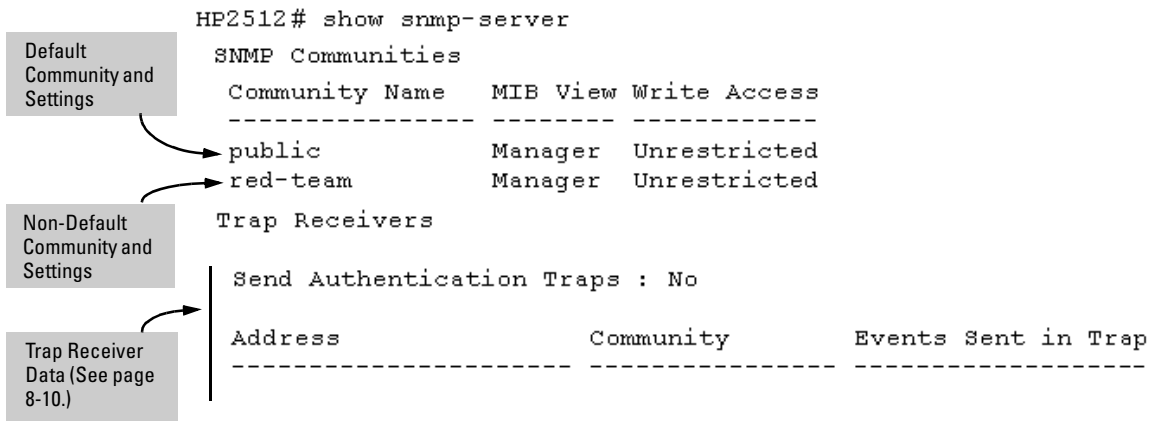 HP2512# show snmp-server
Default
Community and
Settings
SNMP Communities
Community Name MIB View Write Access
---------------- -------- ------------
public Manager Unrestricted
red-team Manager Unrestricted
Non-Default
Community and
Settings
Trap Receivers
Send Authentication Traps : No
Trap Receiver
Data (See page
8-10.)
Address Community Events Sent in Trap
---------------------- ---------------- -------------------